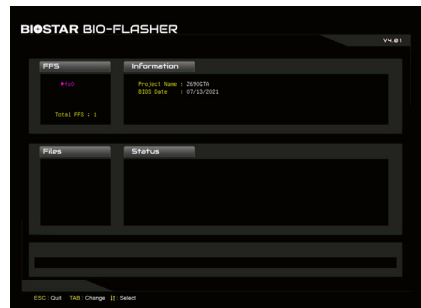 BIOSTAR BIO-FLASHER
V4.01
FFS
Information
fs0
Total FFS : 1
Project Name : Z690GTA
BIOS Date : 07/13/2021
Files
Status
ESC : Quit TAB : Change ↕ : Select